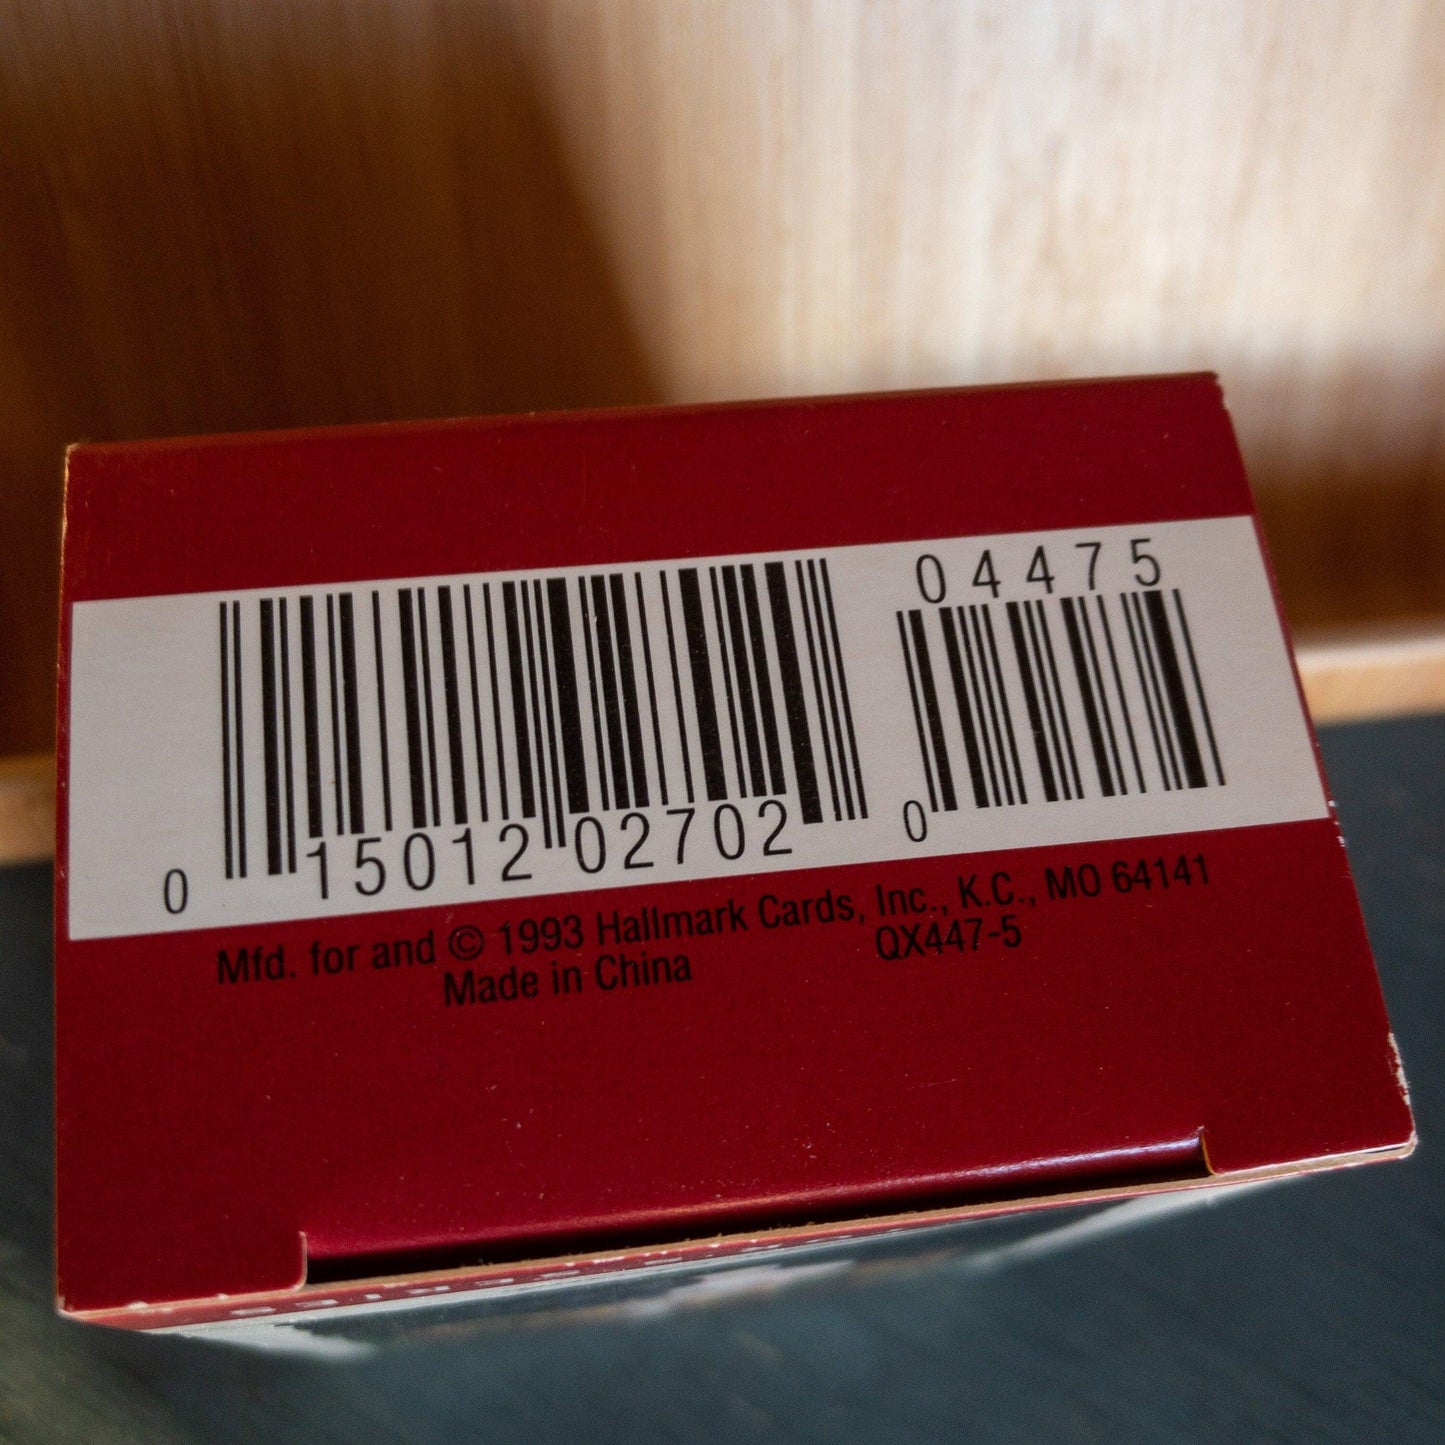 04475
0 15012 02702 0
Mfd. for and © 1993 Hallmark Cards, Inc., K.C., MO 64141
Made in China QX447-5